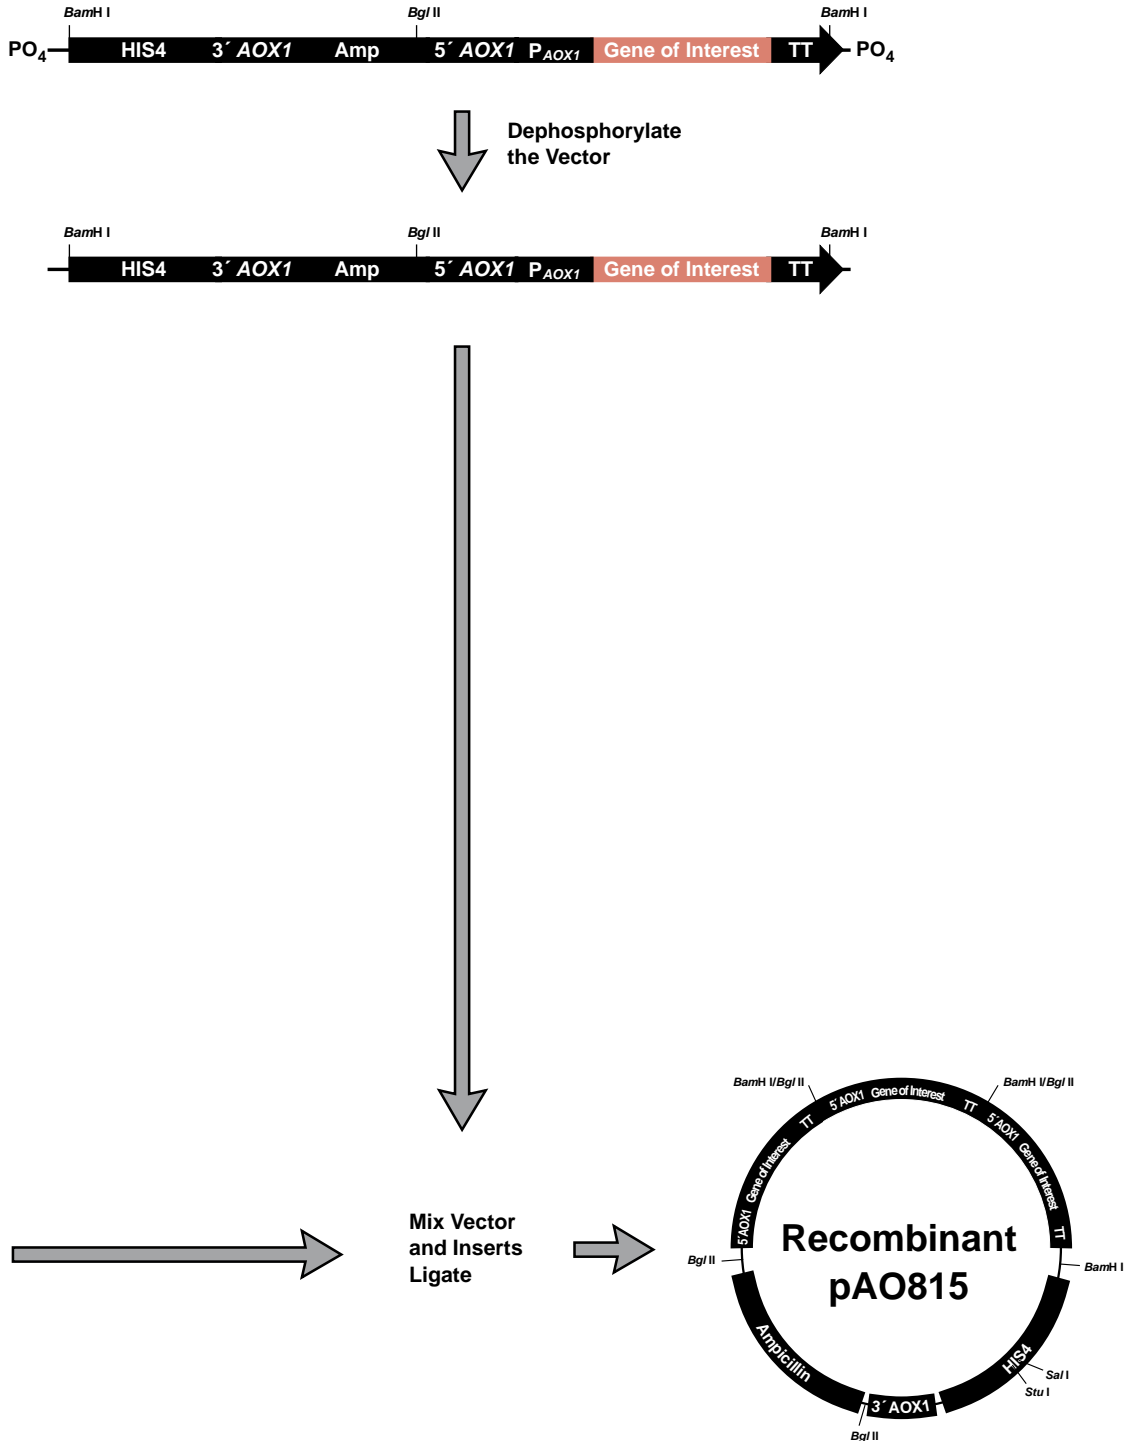 BamH I Bgl II BamH I
PO4 HIS4 3´ AOX1 Amp 5´ AOX1 PAOX1 Gene of Interest TT PO4
Dephosphorylate
the Vector
BamH I Bgl II BamH I
HIS4 3´ AOX1 Amp 5´ AOX1 PAOX1 Gene of Interest TT
BamH I/Bgl II BamH I/Bgl II
5´AOX1 Gene of Interest TT 5´AOX1 Gene of Interest TT 5´AOX1 Gene of Interest TT
Mix Vector
and Inserts
Ligate
Recombinant
pAO815
Bgl II BamH I
Ampicillin HIS4
Sal I
Stu I
3´ AOX1
Bgl II